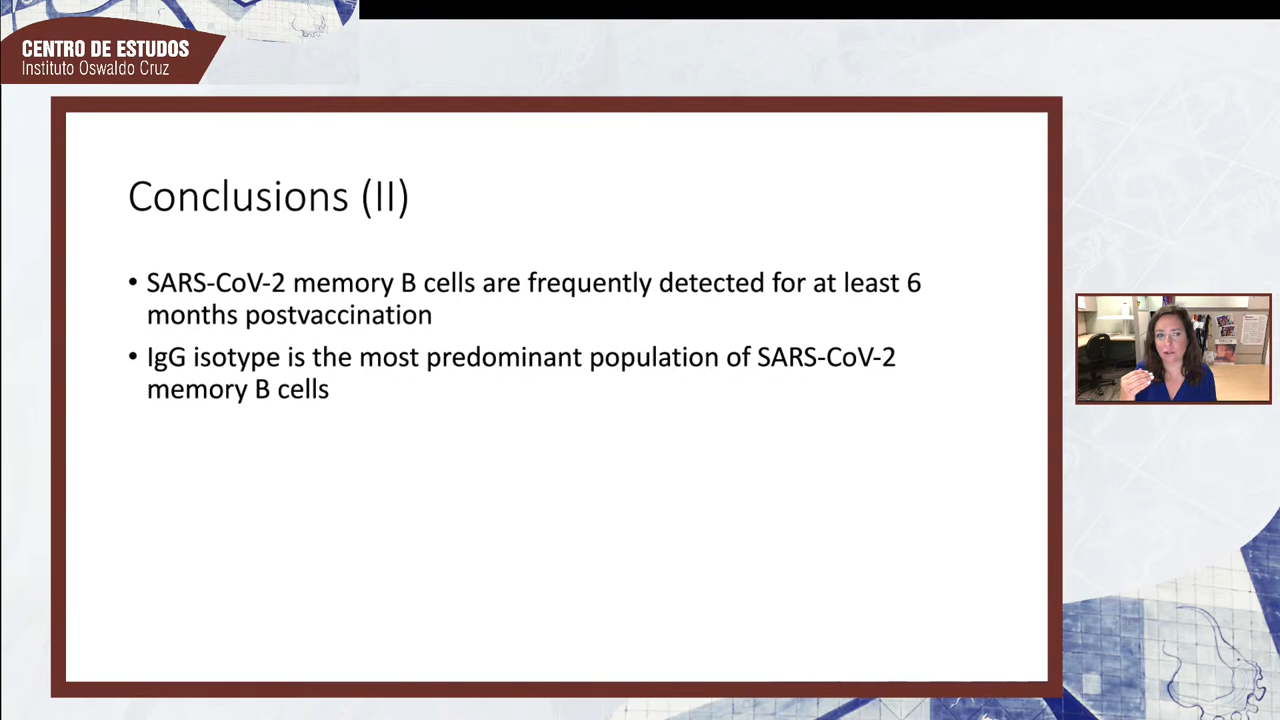 CENTRO DE ESTUDOS
Instituto Oswaldo Cruz
Conclusions (II)
• SARS-CoV-2 memory B cells are frequently detected for at least 6
months postvaccination
• IgG isotype is the most predominant population of SARS-CoV-2
memory B cells